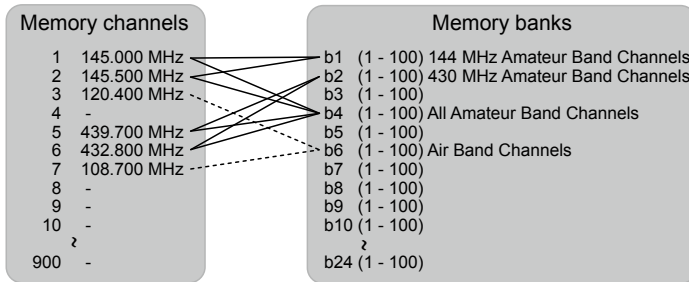 Memory channels
1 145.000 MHz
2 145.500 MHz
3 120.400 MHz
4 -
5 439.700 MHz
6 432.800 MHz
7 108.700 MHz
8 -
9 -
10 -
~
900 -
Memory banks
b1 (1 - 100) 144 MHz Amateur Band Channels
b2 (1 - 100) 430 MHz Amateur Band Channels
b3 (1 - 100)
b4 (1 - 100) All Amateur Band Channels
b5 (1 - 100)
b6 (1 - 100) Air Band Channels
b7 (1 - 100)
b8 (1 - 100)
b9 (1 - 100)
b10 (1 - 100)
~
b24 (1 - 100)